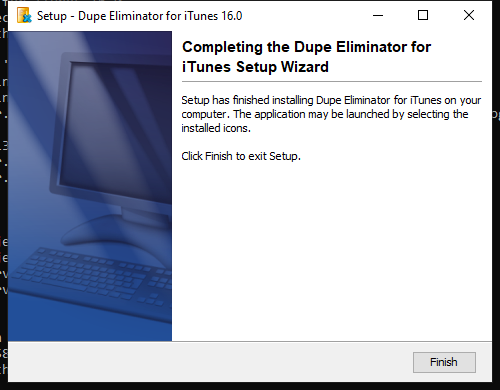 Setup - Dupe Eliminator for iTunes 16.0
Completing the Dupe Eliminator for
iTunes Setup Wizard
Setup has finished installing Dupe Eliminator for iTunes on your
computer. The application may be launched by selecting the
installed icons.
Click Finish to exit Setup.
Finish